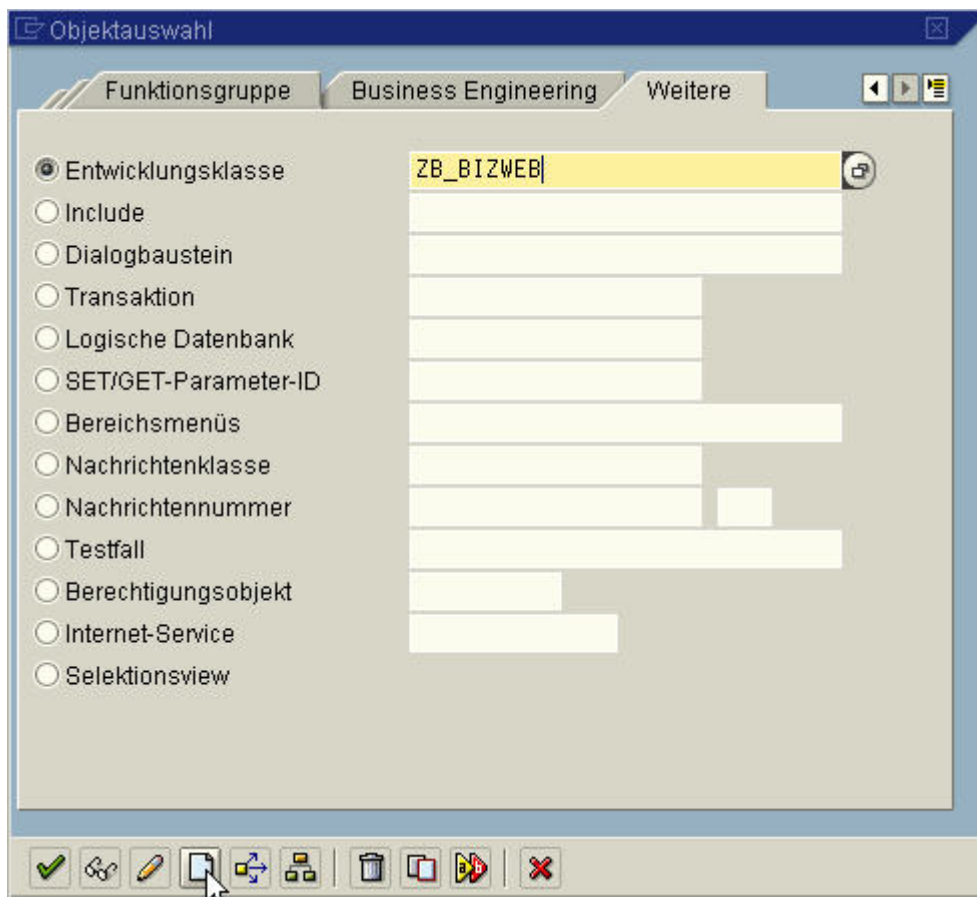 Objektauswahl
Funktionsgruppe Business Engineering Weitere
Entwicklungsklasse ZB_BIZWEB
Include
Dialogbaustein
Transaktion
Logische Datenbank
SET/GET-Parameter-ID
Bereichsmenüs
Nachrichtenklasse
Nachrichtennummer
Testfall
Berechtigungsobjekt
Internet-Service
Selektionsview